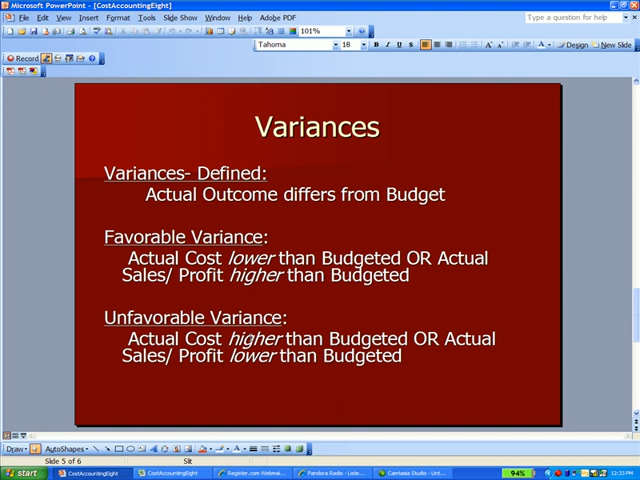 Microsoft PowerPoint - [CostAccountingEight]
File Edit View Insert Format Tools Slide Show Window Help Adobe PDF
Type a question for help
101%
Tahoma 18 B I U S A Design New Slide
Record
Variances
Variances- Defined:
Actual Outcome differs from Budget
Favorable Variance:
Actual Cost lower than Budgeted OR Actual
Sales/ Profit higher than Budgeted
Unfavorable Variance:
Actual Cost higher than Budgeted OR Actual
Sales/ Profit lower than Budgeted
Draw AutoShapes
Slide 5 of 6 Slit
start CostAccountingEight CostAccountingEight Register.com Webmai... Pandora Radio - Liste... Camtasia Studio - Unt... 94% 12:33 PM